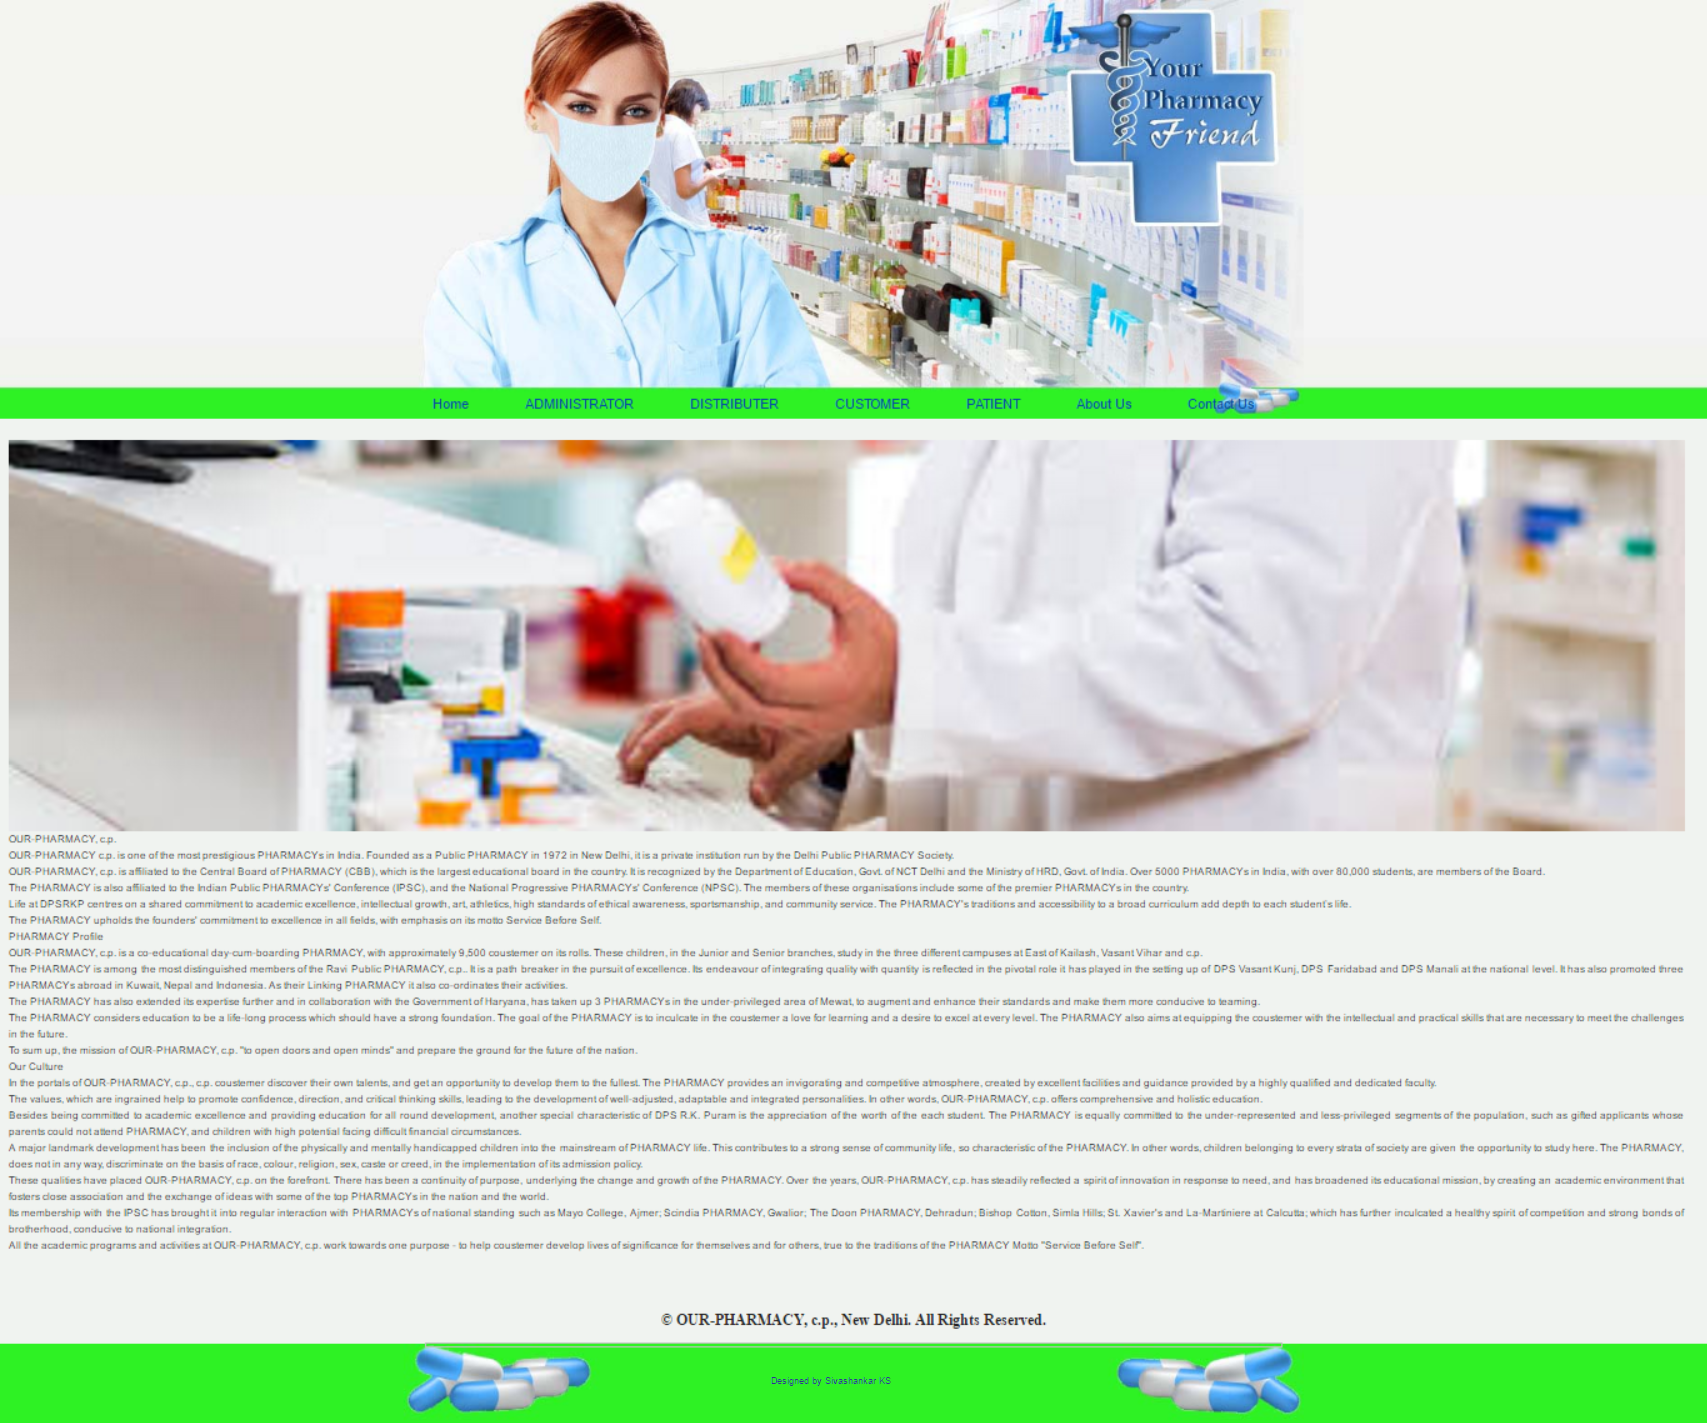 Your
Pharmacy
Friend
Home ADMINISTRATOR DISTRIBUTER CUSTOMER PATIENT About Us Contact Us
OUR-PHARMACY, c.p.
OUR-PHARMACY c.p. is one of the most prestigious PHARMACYs in India. Founded as a Public PHARMACY in 1972 in New Delhi, it is a private institution run by the Delhi Public PHARMACY Society.
OUR-PHARMACY, c.p. is affiliated to the Central Board of PHARMACY (CBB), which is the largest educational board in the country. It is recognized by the Department of Education, Govt. of NCT Delhi and the Ministry of HRD, Govt. of India. Over 5000 PHARMACYs in India, with over 80,000 students, are members of the Board.
The PHARMACY is also affiliated to the Indian Public PHARMACYs' Conference (IPSC), and the National Progressive PHARMACYs' Conference (NPSC). The members of these organisations include some of the premier PHARMACYs in the country.
Life at DPSRKP centres on a shared commitment to academic excellence, intellectual growth, art, athletics, high standards of ethical awareness, sportsmanship, and community service. The PHARMACY's traditions and accessibility to a broad curriculum add depth to each student's life.
The PHARMACY upholds the founders' commitment to excellence in all fields, with emphasis on its motto Service Before Self.
PHARMACY Profile
OUR-PHARMACY, c.p. is a co-educational day-cum-boarding PHARMACY, with approximately 9,500 coustemer on its rolls. These children, in the Junior and Senior branches, study in the three different campuses at East of Kailash, Vasant Vihar and c.p.
The PHARMACY is among the most distinguished members of the Ravi Public PHARMACY, c.p.. It is a path breaker in the pursuit of excellence. Its endeavour of integrating quality with quantity is reflected in the pivotal role it has played in the setting up of DPS Vasant Kunj, DPS Faridabad and DPS Manali at the national level. It has also promoted three
PHARMACYs abroad in Kuwait, Nepal and Indonesia. As their Linking PHARMACY it also co-ordinates their activities.
The PHARMACY has also extended its expertise further and in collaboration with the Government of Haryana, has taken up 3 PHARMACYs in the under-privileged area of Mewat, to augment and enhance their standards and make them more conducive to teaming.
The PHARMACY considers education to be a life-long process which should have a strong foundation. The goal of the PHARMACY is to inculcate in the coustemer a love for learning and a desire to excel at every level. The PHARMACY also aims at equipping the coustemer with the intellectual and practical skills that are necessary to meet the challenges
in the future.
To sum up, the mission of OUR-PHARMACY, c.p. "to open doors and open minds" and prepare the ground for the future of the nation.
Our Culture
In the portals of OUR-PHARMACY, c.p., c.p. coustemer discover their own talents, and get an opportunity to develop them to the fullest. The PHARMACY provides an invigorating and competitive atmosphere, created by excellent facilities and guidance provided by a highly qualified and dedicated faculty.
The values, which are ingrained help to promote confidence, direction, and critical thinking skills, leading to the development of well-adjusted, adaptable and integrated personalities. In other words, OUR-PHARMACY, c.p. offers comprehensive and holistic education.
Besides being committed to academic excellence and providing education for all round development, another special characteristic of DPS R.K. Puram is the appreciation of the worth of the each student. The PHARMACY is equally committed to the under-represented and less-privileged segments of the population, such as gifted applicants whose
parents could not attend PHARMACY, and children with high potential facing difficult financial circumstances.
A major landmark development has been the inclusion of the physically and mentally handicapped children into the mainstream of PHARMACY life. This contributes to a strong sense of community life, so characteristic of the PHARMACY. In other words, children belonging to every strata of society are given the opportunity to study here. The PHARMACY,
does not in any way, discriminate on the basis of race, colour, religion, sex, caste or creed, in the implementation of its admission policy.
These qualities have placed OUR-PHARMACY, c.p. on the forefront. There has been a continuity of purpose, underlying the change and growth of the PHARMACY. Over the years, OUR-PHARMACY, c.p. has steadily reflected a spirit of innovation in response to need, and has broadened its educational mission, by creating an academic environment that
fosters close association and the exchange of ideas with some of the top PHARMACYs in the nation and the world.
Its membership with the IPSC has brought it into regular interaction with PHARMACYs of national standing such as Mayo College, Ajmer; Scindia PHARMACY, Gwalior; The Doon PHARMACY, Dehradun; Bishop Cotton, Simla Hills; St. Xavier's and La-Martiniere at Calcutta; which has further inculcated a healthy spirit of competition and strong bonds of
brotherhood, conducive to national integration.
All the academic programs and activities at OUR-PHARMACY, c.p. work towards one purpose - to help coustemer develop lives of significance for themselves and for others, true to the traditions of the PHARMACY Motto "Service Before Self".
© OUR-PHARMACY, c.p., New Delhi. All Rights Reserved.
Designed by Sivashankar KS